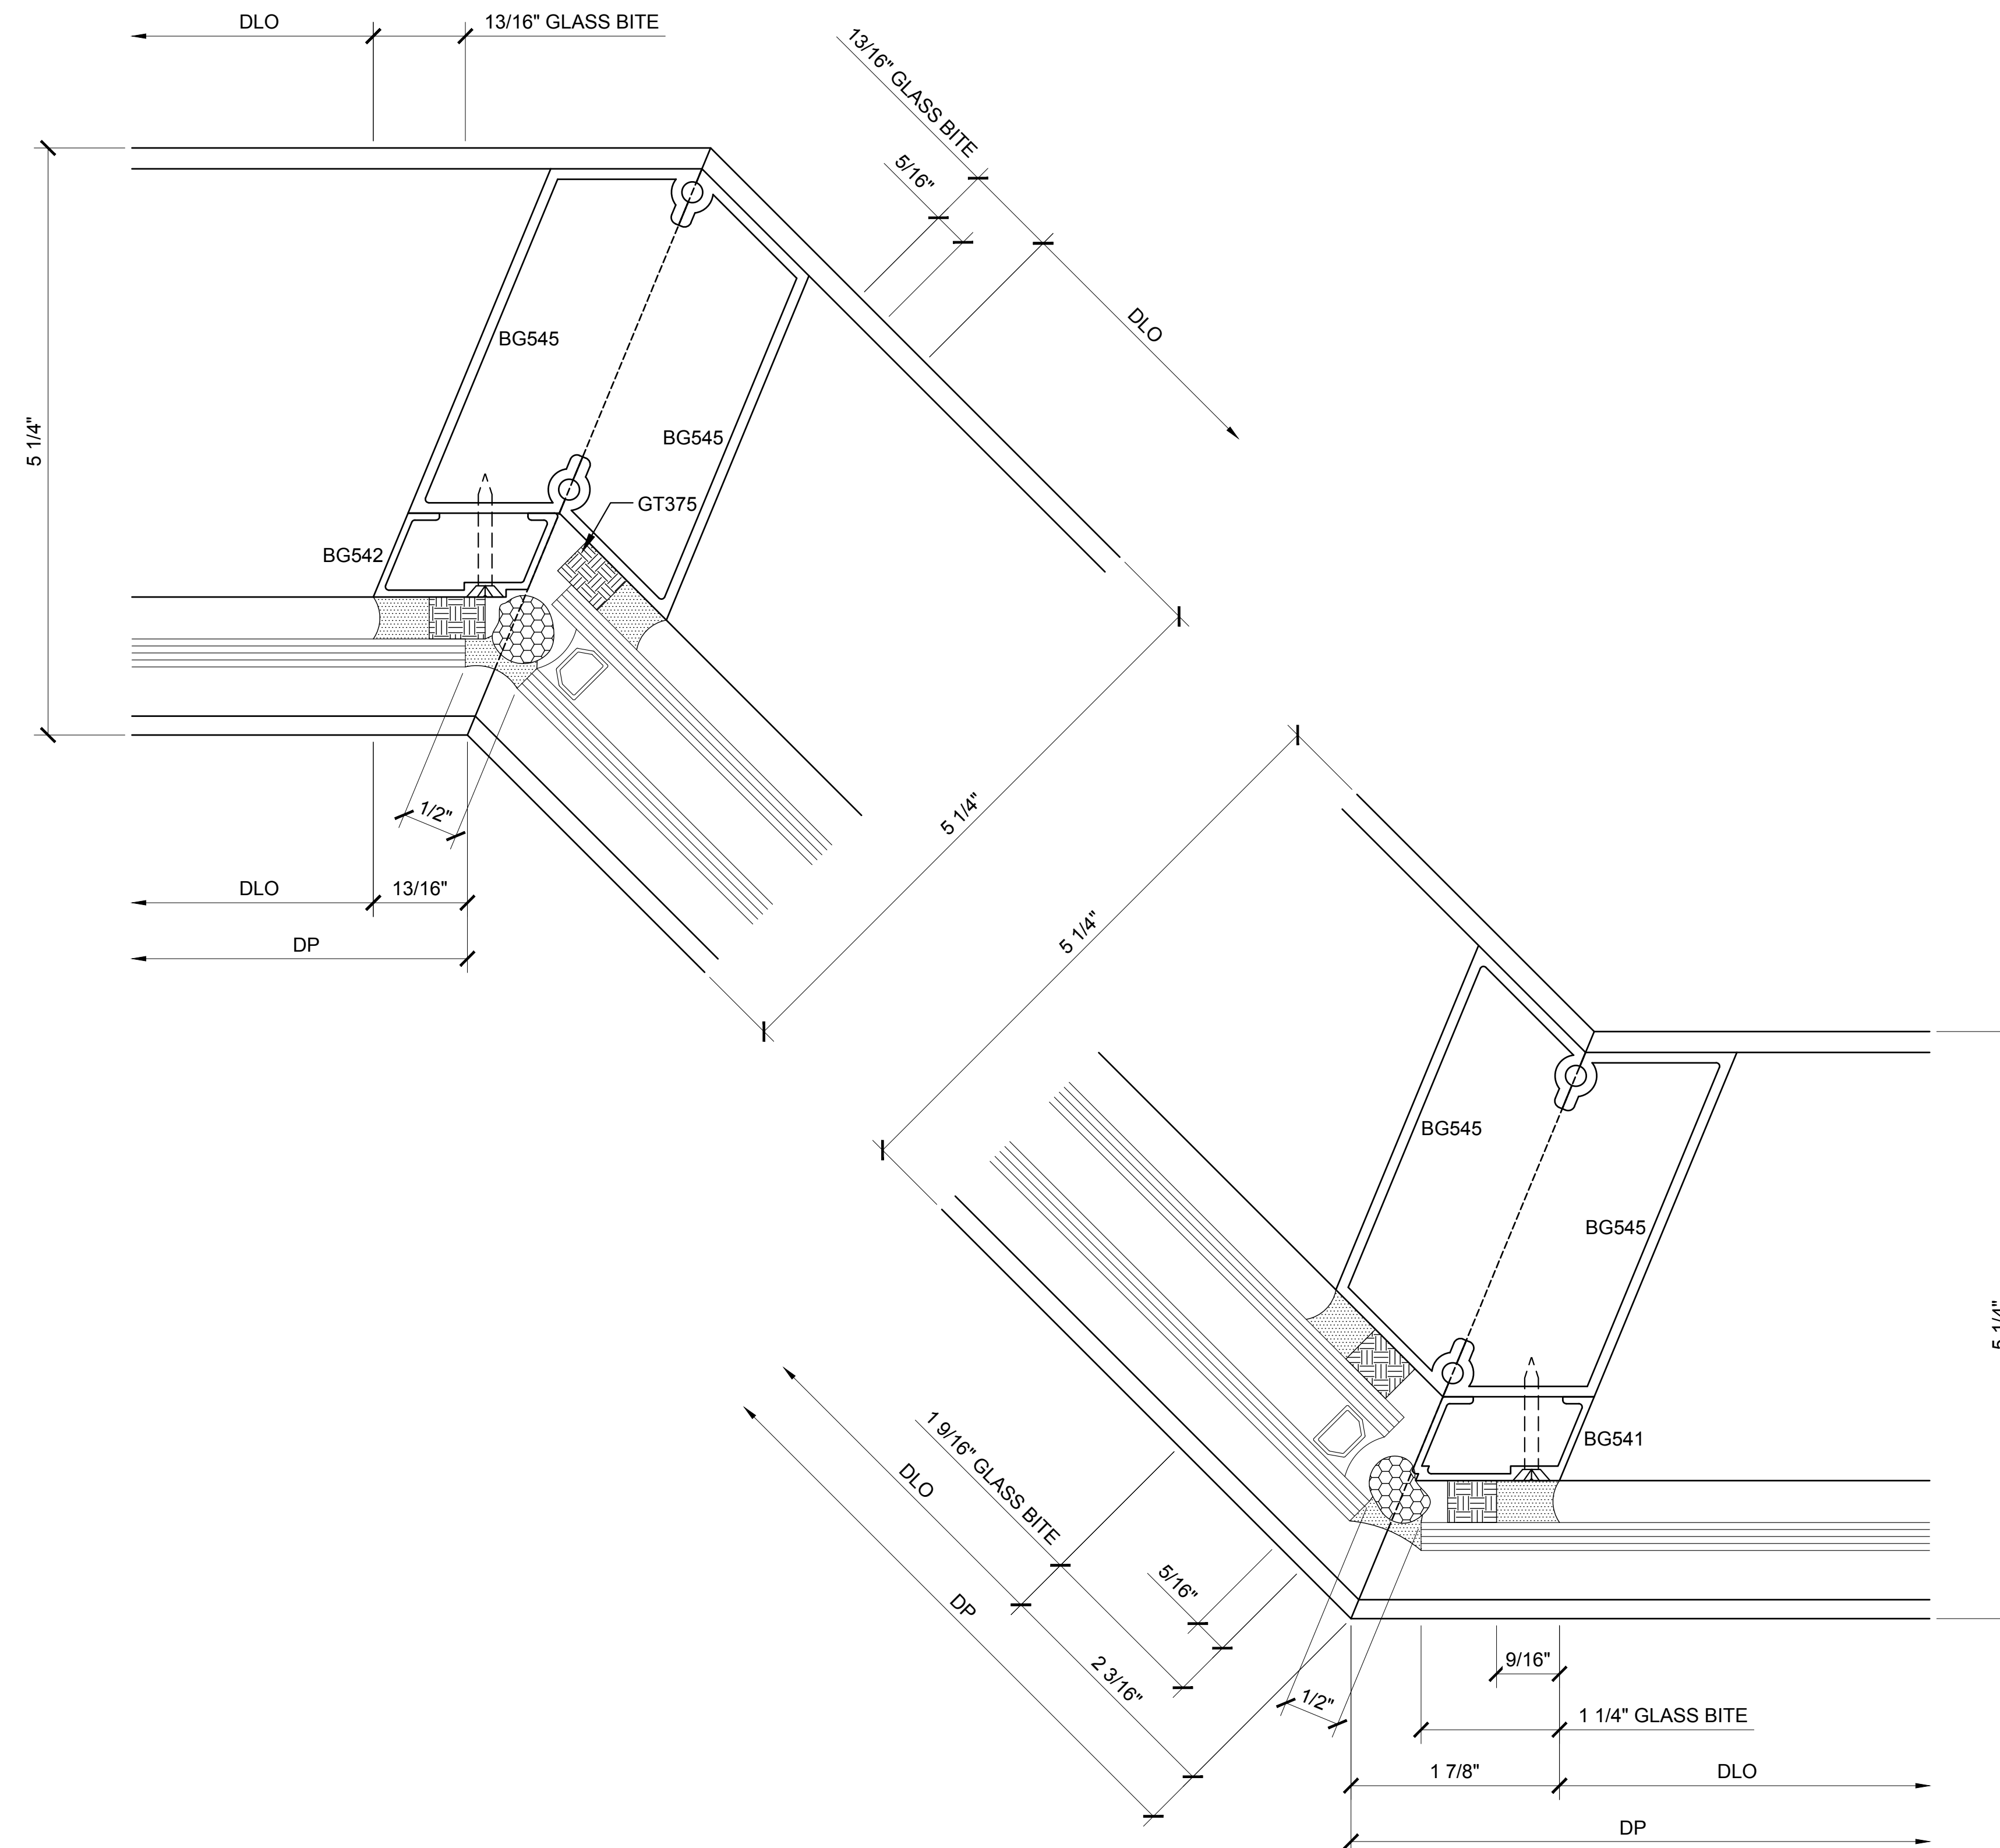 DLO
13/16" GLASS BITE
13/16" GLASS BITE
5/16"
DLO
5 1/4"
BG545
BG545
GT375
BG542
1/2"
5 1/4"
DLO
13/16"
DP
5 1/4"
BG545
BG545
BG541
5 1/4"
DLO
1 9/16" GLASS BITE
5/16"
DP
2 3/16"
1/2"
9/16"
1 1/4" GLASS BITE
1 7/8"
DLO
DP